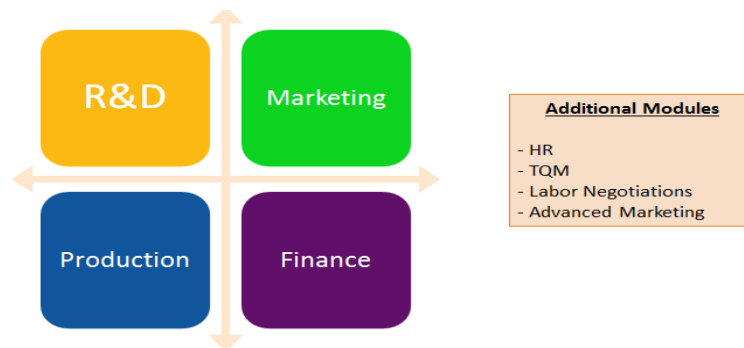 R&D
Marketing
Production
Finance
Additional Modules
- HR
- TQM
- Labor Negotiations
- Advanced Marketing